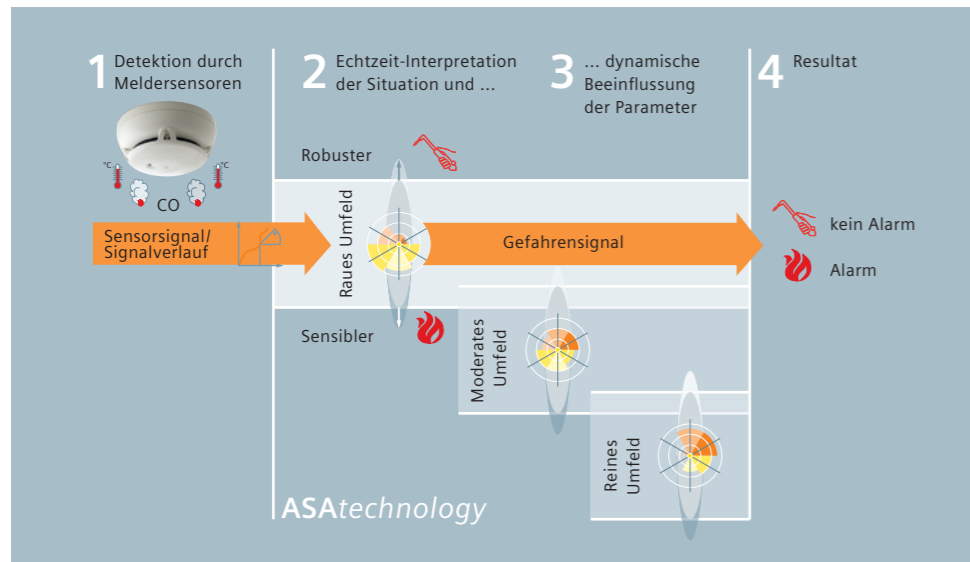 1 Detektion durch
Meldersensoren
2 Echtzeit-Interpretation
der Situation und ...
3 ... dynamische
Beeinflussung
der Parameter
4 Resultat
°C
°C
CO
Sensorsignal/
Signalverlauf
Robuster
Raues Umfeld
Sensibler
Gefahrensignal
kein Alarm
Alarm
Moderates
Umfeld
Reines
Umfeld
ASAtechnology